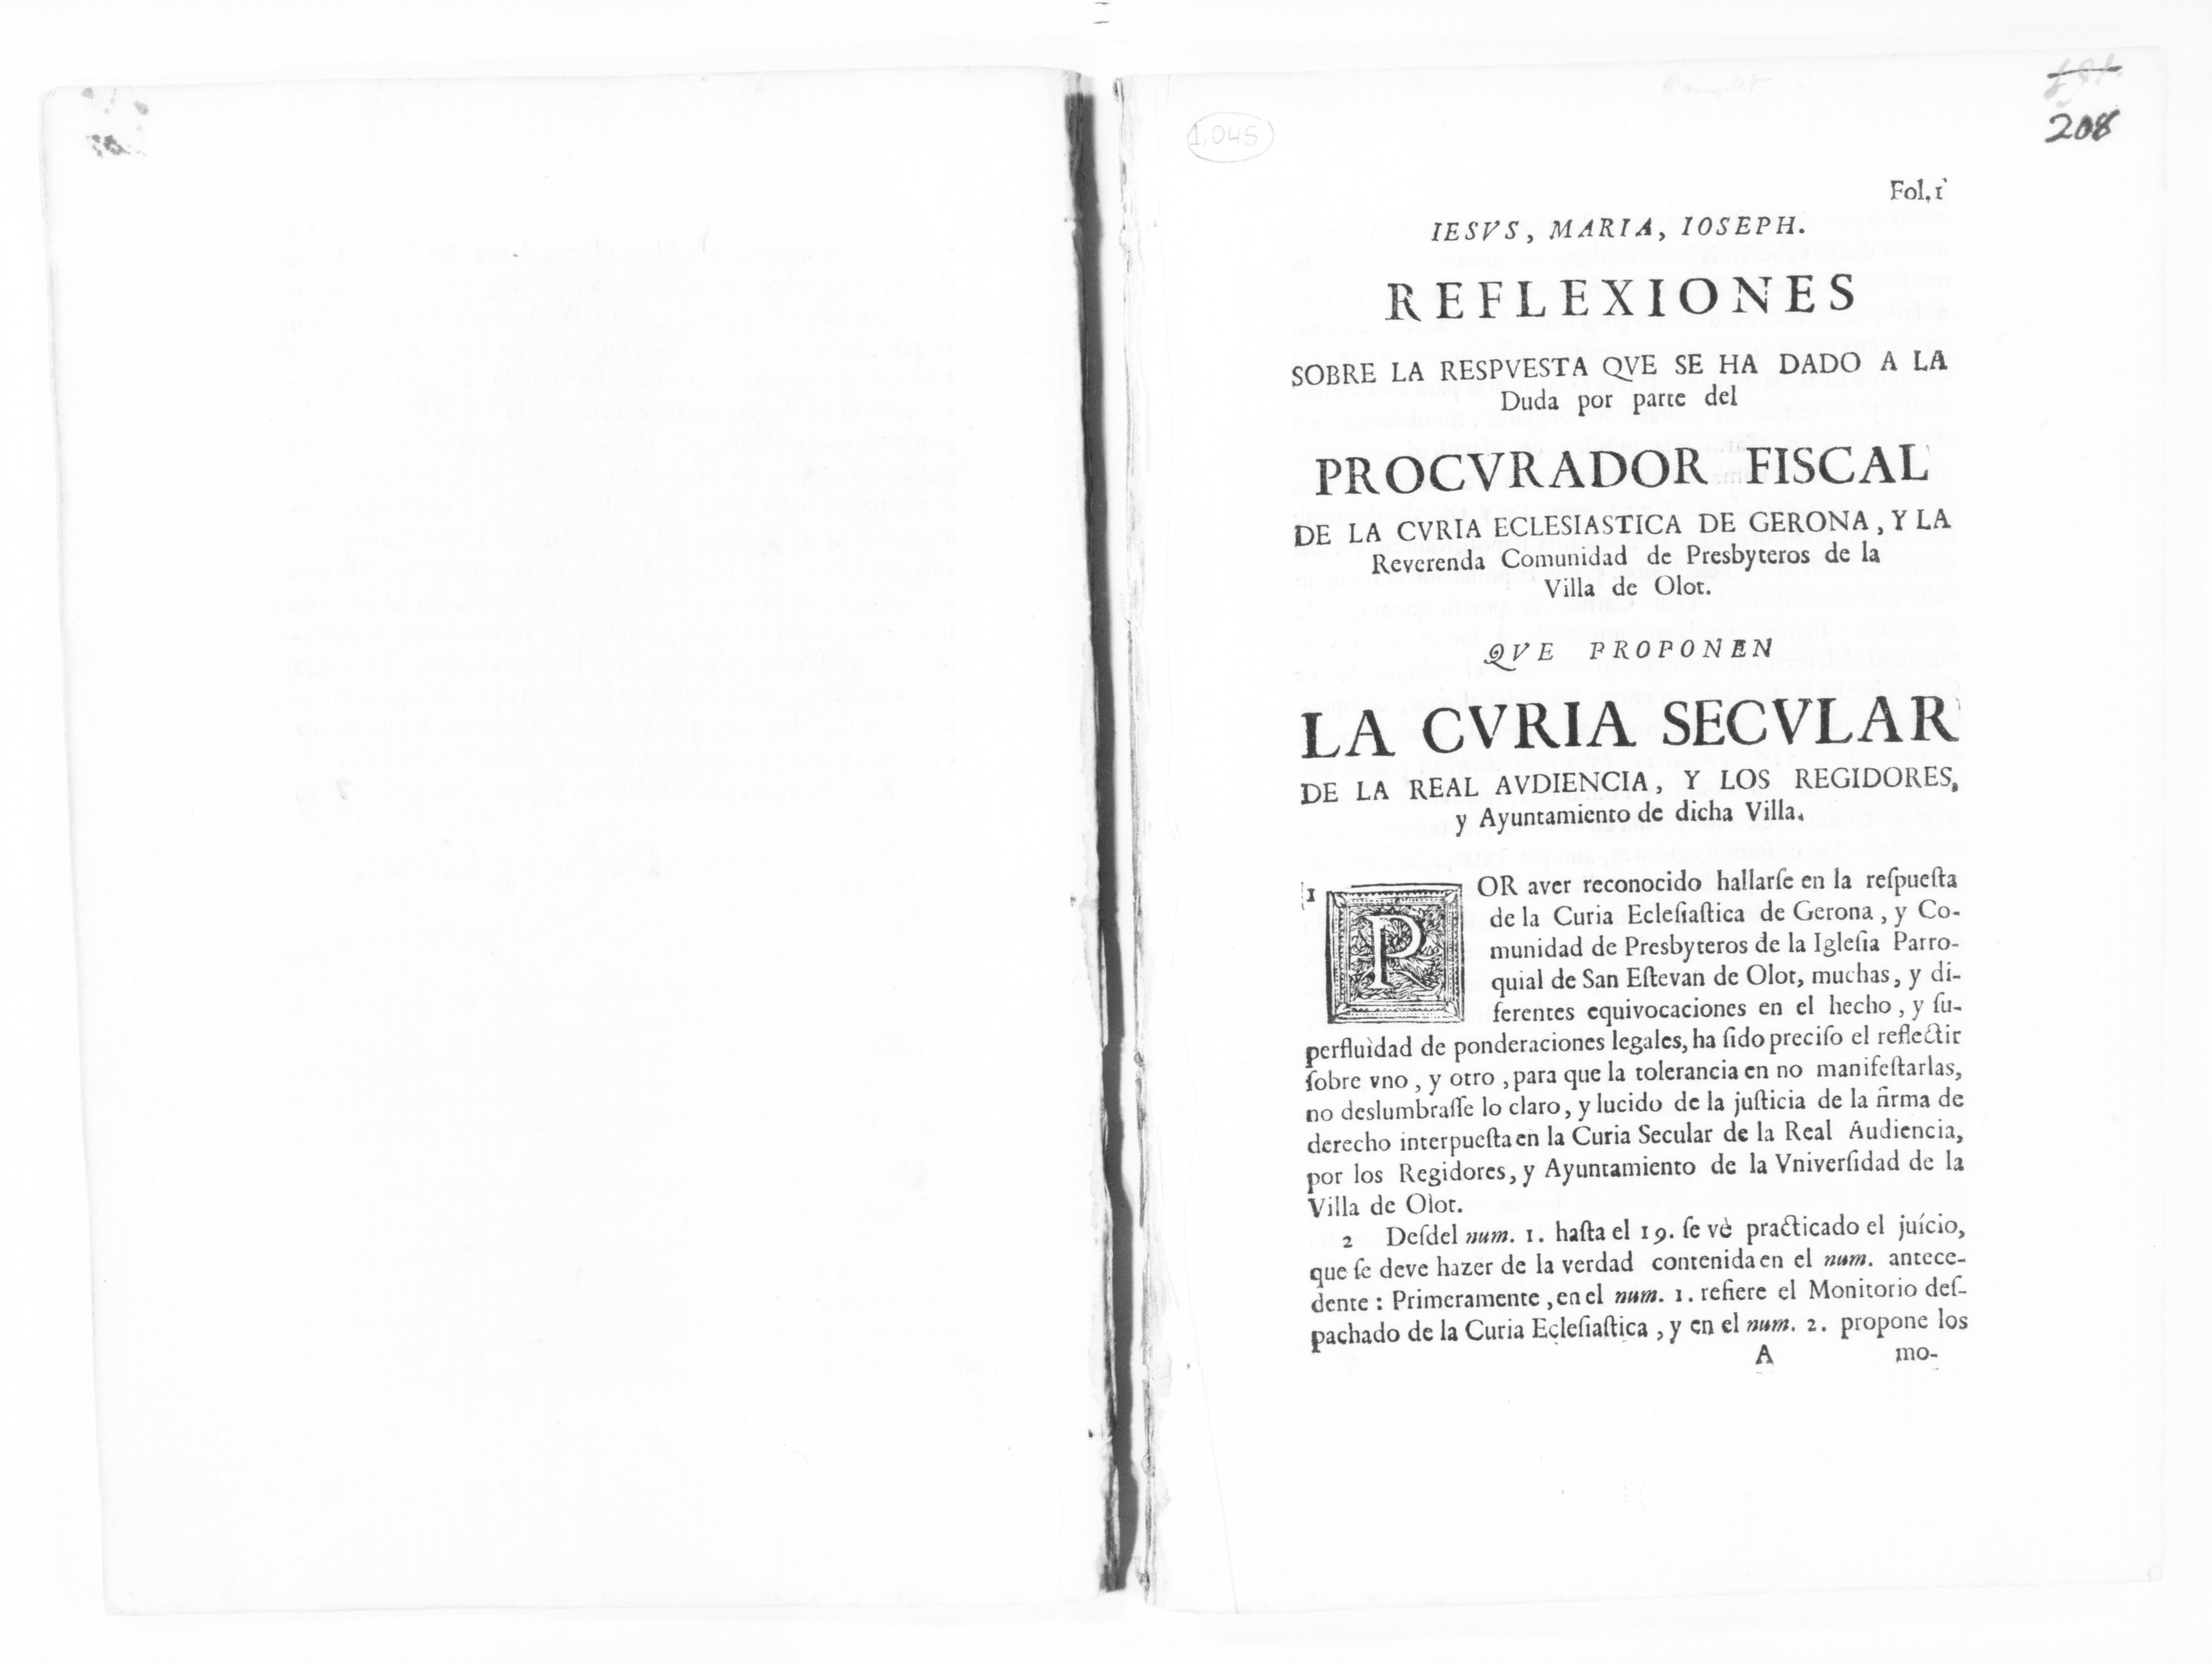 1,045
208
Fol. 1
IESVS, MARIA, IOSEPH.
REFLEXIONES
SOBRE LA RESPVESTA QVE SE HA DADO A LA
Duda por parte del
PROCVRADOR FISCAL
DE LA CVRIA ECLESIASTICA DE GERONA, Y LA
Reverenda Comunidad de Presbyteros de la
Villa de Olot.
QVE PROPONEN
LA CVRIA SECVLAR
DE LA REAL AVDIENCIA, Y LOS REGIDORES,
y Ayuntamiento de dicha Villa.
1 POR aver reconocido hallarſe en la reſpueſta
de la Curia Ecleſiaſtica de Gerona, y Co-
munidad de Presbyteros de la Igleſia Parro-
quial de San Eſtevan de Olot, muchas, y di-
ferentes equivocaciones en el hecho, y ſu-
perfluìdad de ponderaciones legales, ha ſido preciſo el reflectir
ſobre vno, y otro, para que la tolerancia en no manifeſtarlas,
no deslumbraſſe lo claro, y lucido de la juſticia de la firma de
derecho interpueſta en la Curia Secular de la Real Audiencia,
por los Regidores, y Ayuntamiento de la Vniverſidad de la
Villa de Olot.
2 Deſdel num. 1. haſta el 19. ſe vè practicado el juício,
que ſe deve hazer de la verdad contenida en el num. antece-
dente: Primeramente, en el num. 1. refiere el Monitorio deſ-
pachado de la Curia Ecleſiaſtica, y en el num. 2. propone los
A mo-